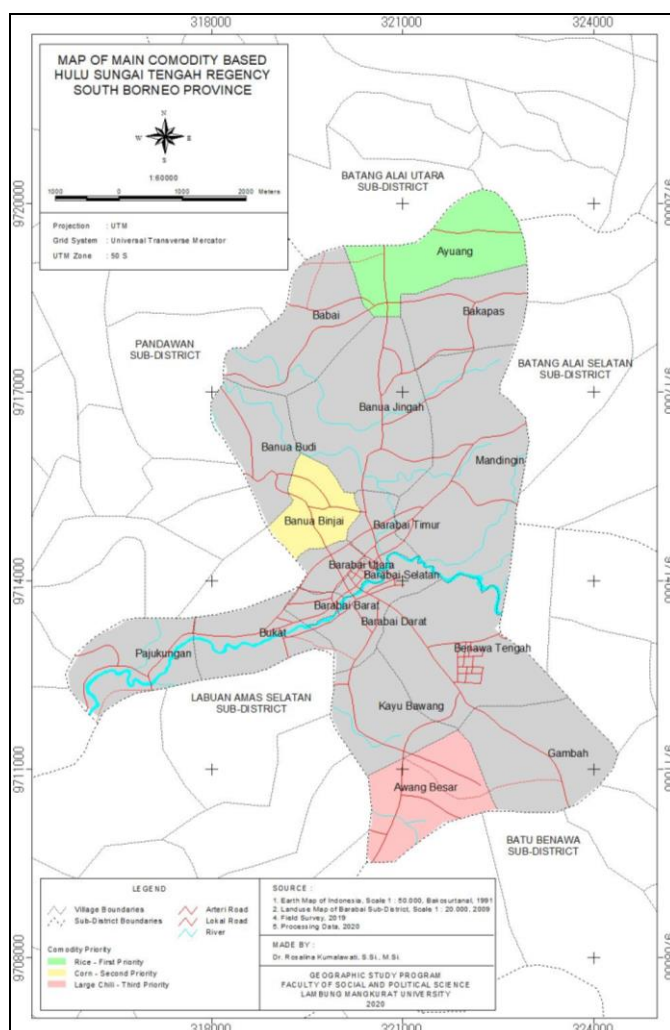 318000 321000 324000
MAP OF MAIN COMODITY BASED
HULU SUNGAI TENGAH REGENCY
SOUTH BORNEO PROVINCE
N
W E
S
1:60000
1000 0 1000 2000 Meters
Projection : UTM
Grid System : Universal Transverse Mercator
UTM Zone : 50 S
9720000 9720000
BATANG ALAI UTARA
SUB-DISTRICT
Ayuang
Babai
Bakapas
PANDAWAN
SUB-DISTRICT
BATANG ALAI SELATAN
SUB-DISTRICT
9717000 9717000
Banua Jingah
Banua Budi
Mandingin
Banua Binjai
Barabai Timur
9714000 9714000
Barabai Utara
Barabai Selatan
Barabai Barat
Barabai Darat
Bukat
Pajukungan
Benawa Tengah
LABUAN AMAS SELATAN
SUB-DISTRICT
Kayu Bawang
Gambah
9711000 9711000
Awang Besar
BATU BENAWA
SUB-DISTRICT
LEGEND
Village Boundaries
Sub-District Boundaries
Arteri Road
Lokal Road
River
Comodity Priority
Rice - First Priority
Corn - Second Priority
Large Chili - Third Priority
SOURCE :
1. Earth Map of Indonesia, Scale 1 : 50.000, Bakosurtanal, 1991
2. Landuse Map of Barabai Sub-District, Scale 1 : 20.000, 2009
4. Field Survey, 2019
5. Processing Data, 2020
MADE BY :
Dr. Rosalina Kumalawati, S.Si., M.Si.
GEOGRAPHIC STUDY PROGRAM
FACULTY OF SOCIAL AND POLITICAL SCIENCE
LAMBUNG MANGKURAT UNIVERSITY
2020
9708000 9708000
318000 321000 324000